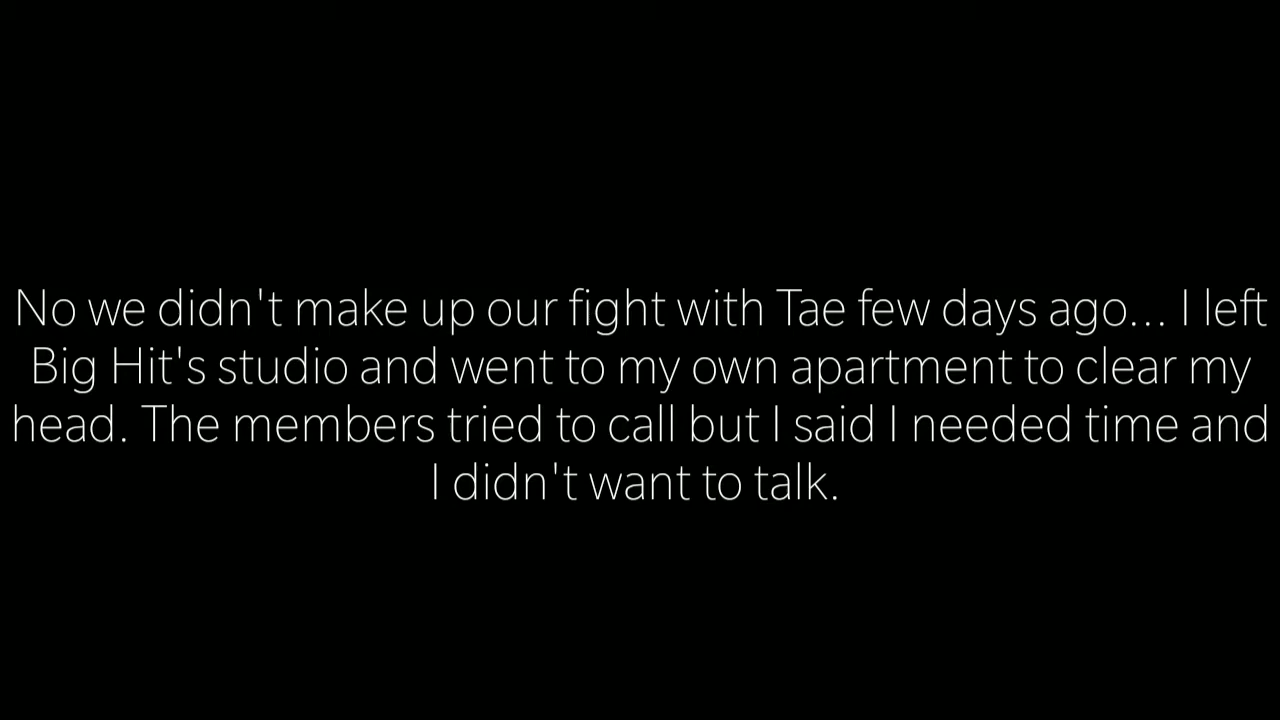 No we didn't make up our fight with Tae few days ago... I left
Big Hit's studio and went to my own apartment to clear my
head. The members tried to call but I said I needed time and
I didn't want to talk.